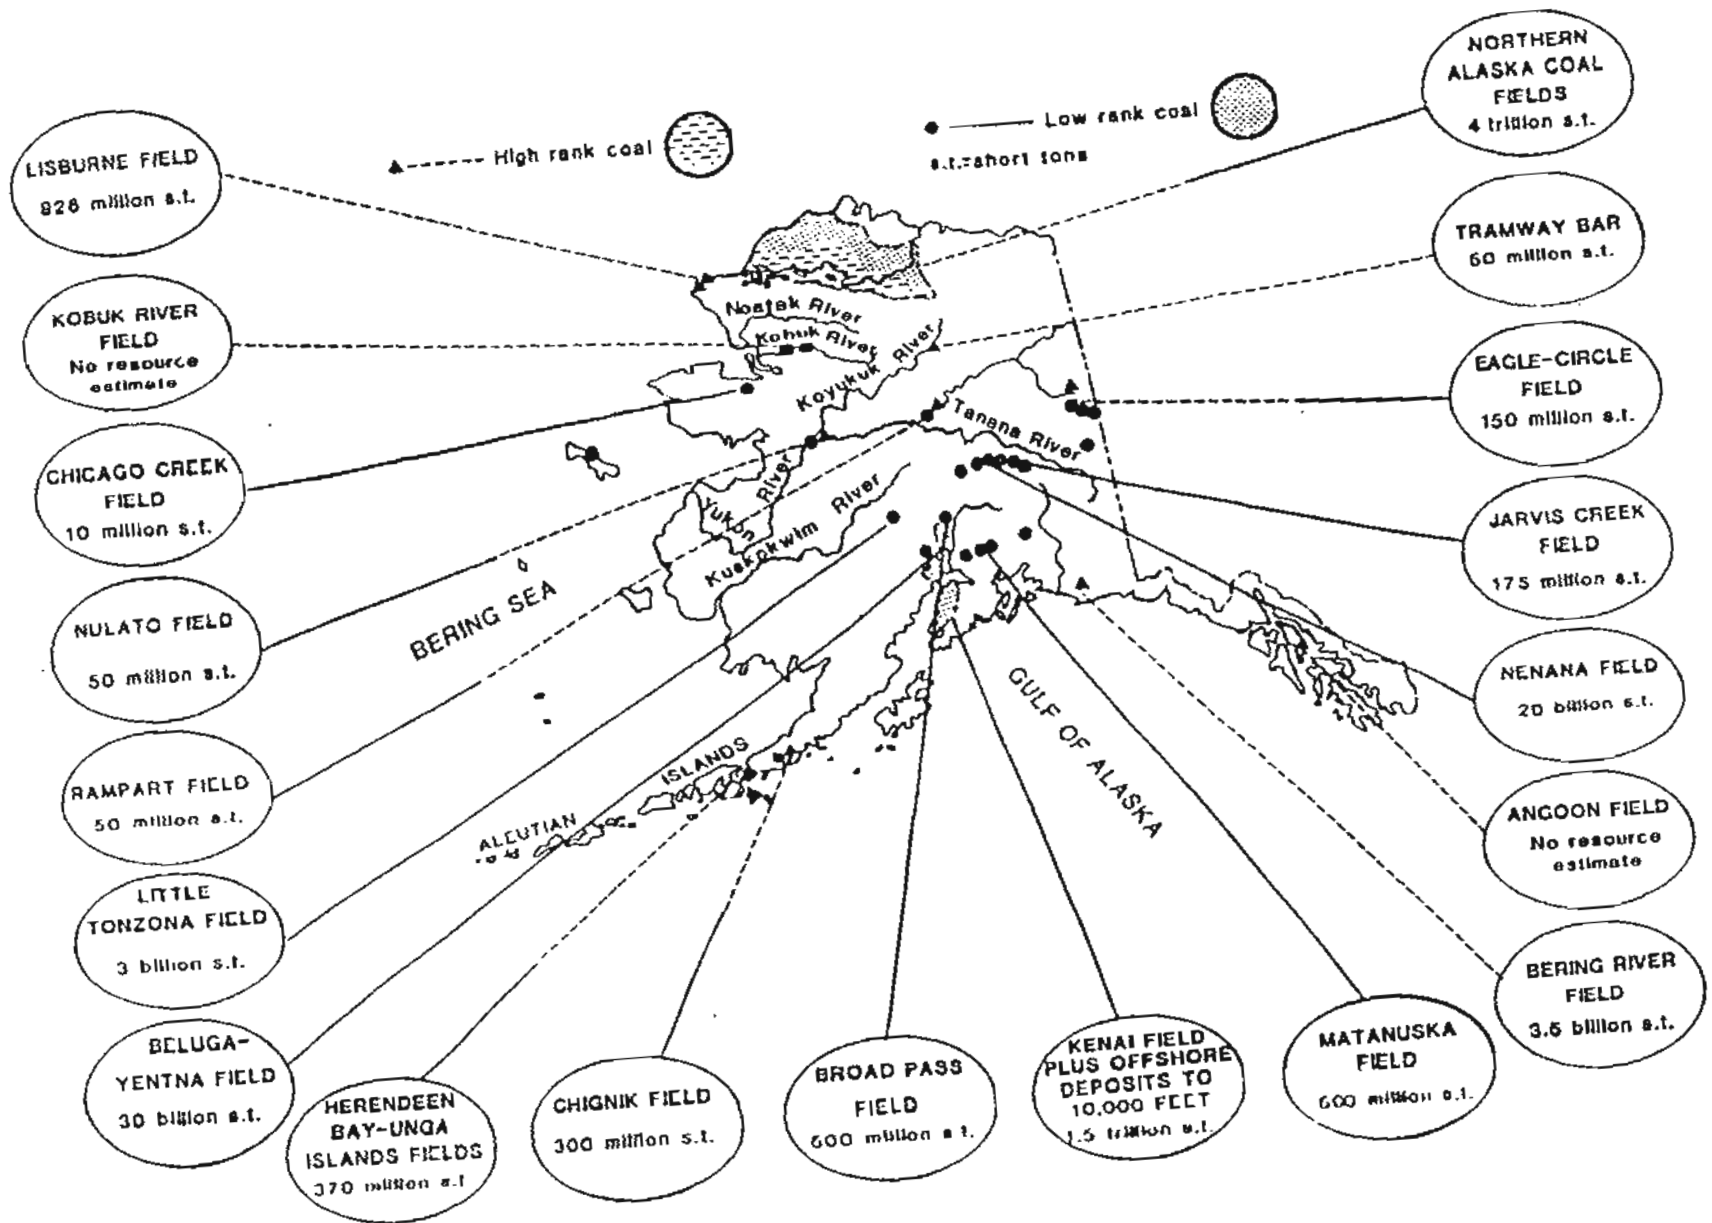 NORTHERN
ALASKA COAL
FIELDS
4 trillion s.t.
Low rank coal
s.t.=short tons
High rank coal
LISBURNE FIELD
million s.t.
TRAMWAY BAR
60 million s.t.
KOBUK RIVER
FIELD
No resource
estimate
Noatak River
Kobuk River
Koyukuk River
EAGLE-CIRCLE
FIELD
150 million s.t.
Tanana River
CHICAGO CREEK
FIELD
10 million s.t.
Yukon River
Kuskokwim River
JARVIS CREEK
FIELD
175 million s.t.
BERING SEA
NULATO FIELD
50 million s.t.
NENANA FIELD
20 billion s.t.
GULF OF ALASKA
RAMPART FIELD
50 million s.t.
ALEUTIAN ISLANDS
ANGOON FIELD
No resource
estimate
LITTLE
TONZONA FIELD
3 billion s.t.
BERING RIVER
FIELD
billion s.t.
BELUGA-
YENTNA FIELD
30 billion s.t.
HERENDEEN
BAY-UNGA
ISLANDS FIELDS
370 million s.t
CHIGNIK FIELD
300 million s.t.
BROAD PASS
FIELD
million s.t.
KENAI FIELD
PLUS OFFSHORE
DEPOSITS TO
10,000 FEET
1.5 trillion s.t.
MATANUSKA
FIELD
million s.t.